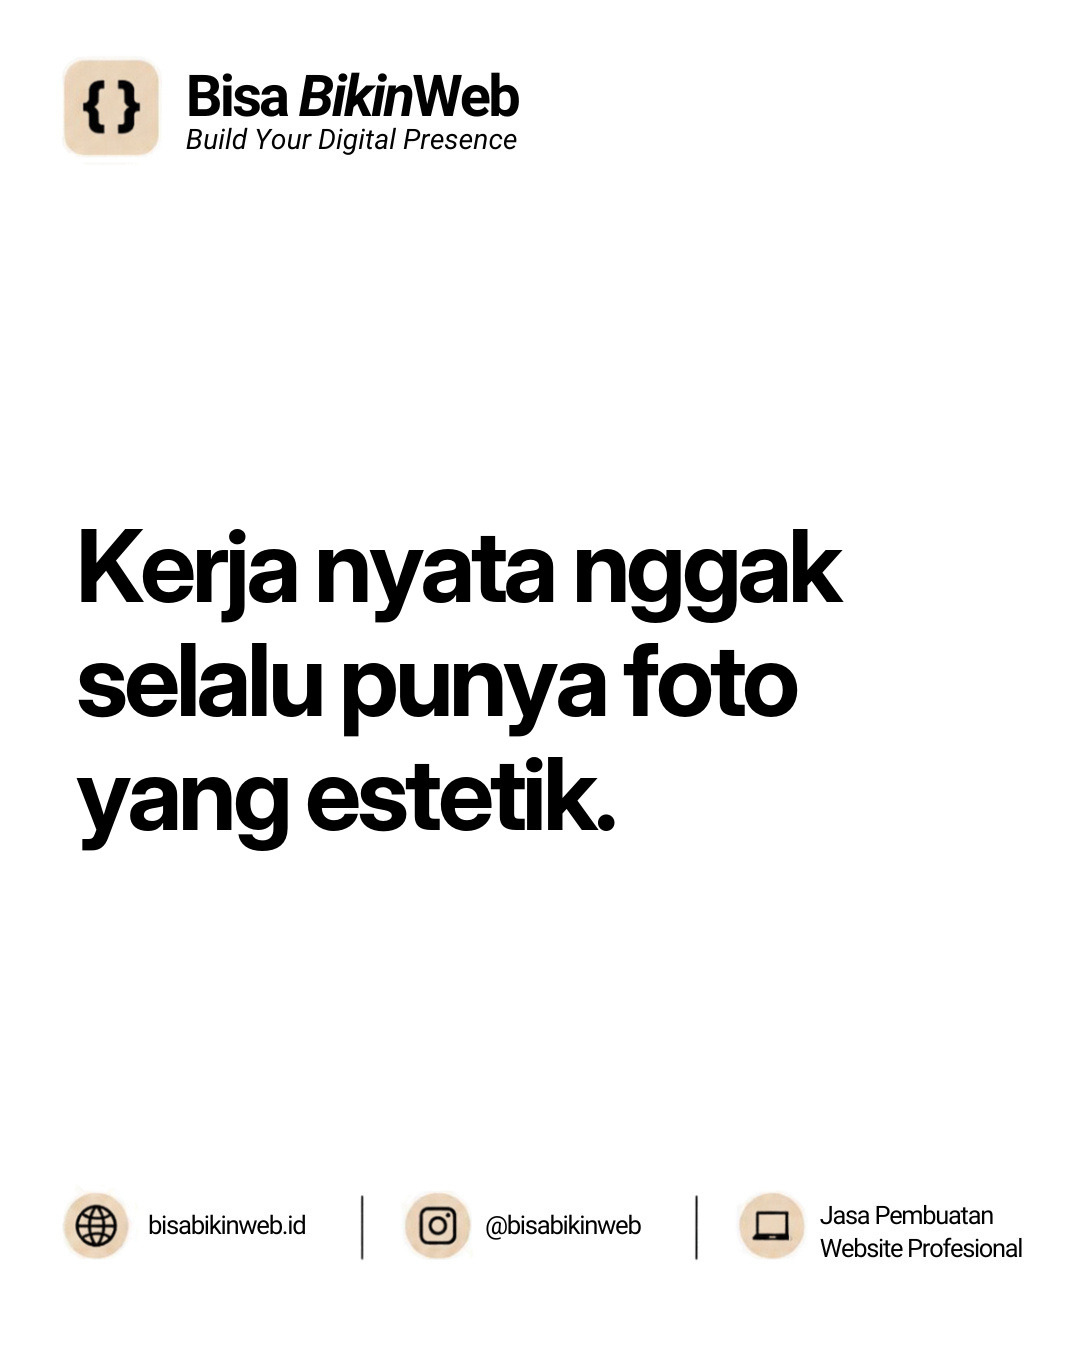 { }
Bisa BikinWeb
Build Your Digital Presence
Kerja nyata nggak
selalu punya foto
yang estetik.
bisabikinweb.id
@bisabikinweb
Jasa Pembuatan
Website Profesional